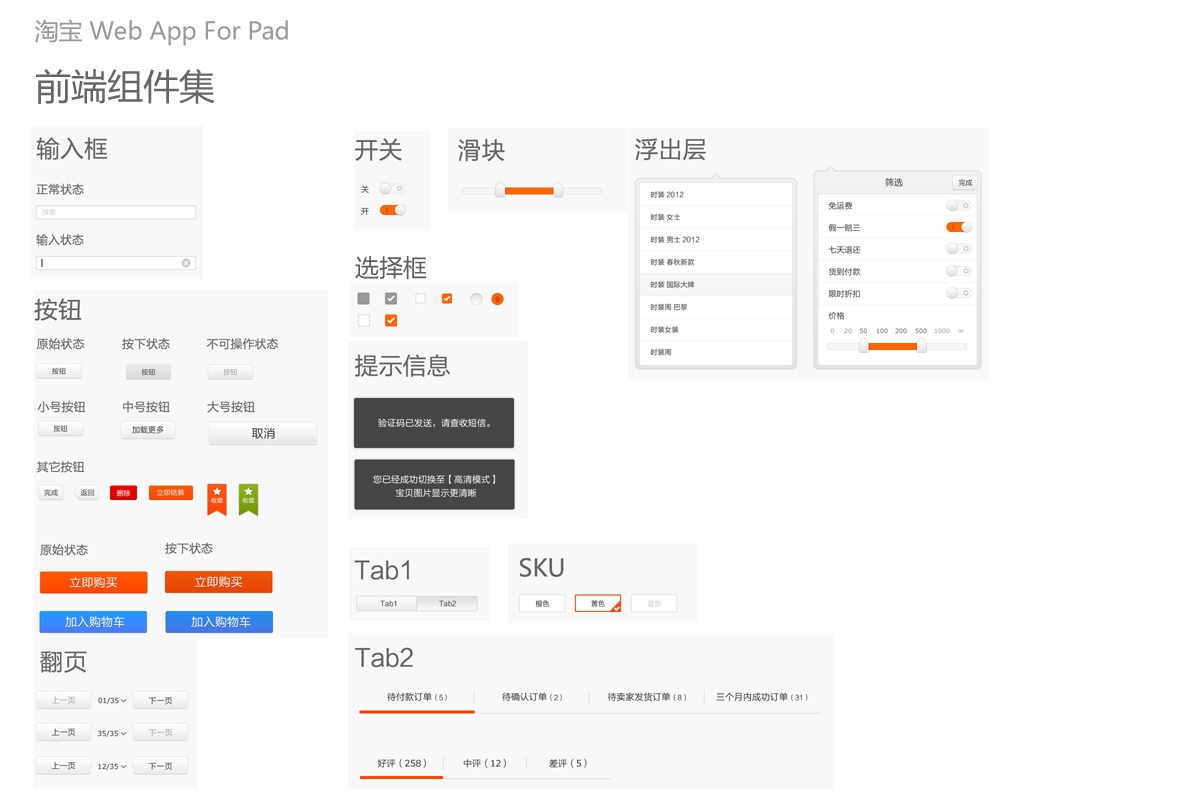 淘宝 Web App For Pad
前端组件集
输入框
正常状态
搜索
输入状态
按钮
原始状态
按下状态
不可操作状态
按钮
按钮
按钮
小号按钮
中号按钮
大号按钮
按钮
加载更多
取消
其它按钮
完成
返回
删除
立即结算
收藏
收藏
原始状态
按下状态
立即购买
立即购买
加入购物车
加入购物车
翻页
上一页
01/35
下一页
上一页
35/35
下一页
上一页
12/35
下一页
开关
关
开
滑块
选择框
提示信息
验证码已发送，请查收短信。
您已经成功切换至【高清模式】
宝贝图片显示更清晰
浮出层
时装 2012
时装 女士
时装 男士 2012
时装 春秋新款
时装 国际大牌
时装周 巴黎
时装女装
时装周
筛选
完成
免运费
假一赔三
七天退还
货到付款
限时折扣
价格
0 20 50 100 200 500 1000 ∞
Tab1
Tab1
Tab2
SKU
橙色
黄色
蓝色
Tab2
待付款订单（5）
待确认订单（2）
待卖家发货订单（8）
三个月内成功订单（31）
好评（258）
中评（12）
差评（5）